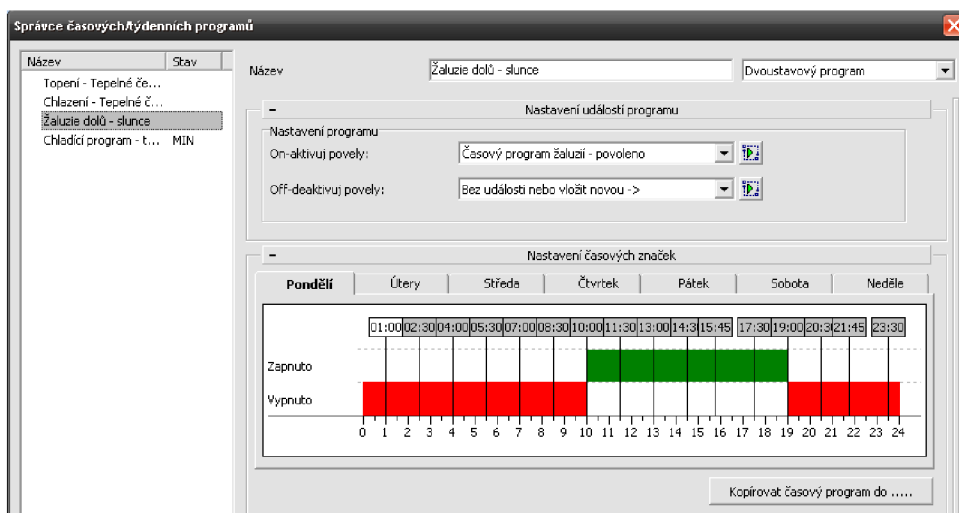 Správce časových/týdenních programů
Název Stav
Topení - Tepelné če...
Chlazení - Tepelné č...
Žaluzie dolů - slunce
Chladící program - t... MIN
Název Žaluzie dolů - slunce Dvoustavový program
Nastavení událostí programu
Nastavení programu
On-aktivuj povely: Časový program žaluzií - povoleno
Off-deaktivuj povely: Bez události nebo vložit novou ->
Nastavení časových značek
Pondělí Útery Středa Čtvrtek Pátek Sobota Neděle
01:00 02:30 04:00 05:30 07:00 08:30 10:00 11:30 13:00 14:3 15:45 17:30 19:00 20:3 21:45 23:30
Zapnuto
Vypnuto
0 1 2 3 4 5 6 7 8 9 10 11 12 13 14 15 16 17 18 19 20 21 22 23 24
Kopírovat časový program do .....